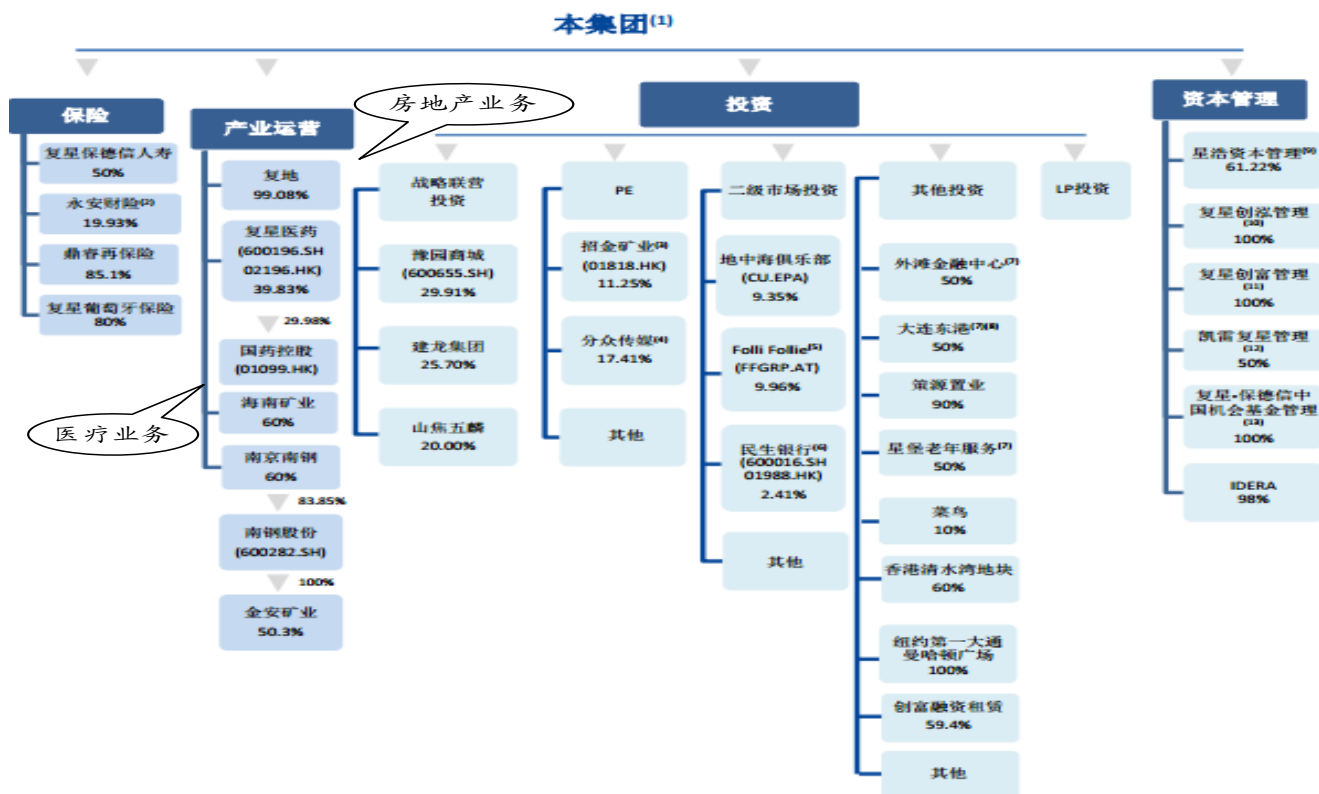 本集团(1)
保险
复星保德信人寿
50%
永安财险(2)
19.93%
鼎睿再保险
85.1%
复星葡萄牙保险
80%
产业运营
房地产业务
复地
99.08%
复星医药
(600196.SH
02196.HK)
39.83%
29.98%
国药控股
(01099.HK)
海南矿业
60%
医疗业务
南京南钢
60%
83.85%
南钢股份
(600282.SH)
100%
金安矿业
50.3%
投资
战略联营
投资
豫园商城
(600655.SH)
29.91%
建龙集团
25.70%
山焦五麟
20.00%
PE
招金矿业(3)
(01818.HK)
11.25%
分众传媒(4)
17.41%
其他
二级市场投资
地中海俱乐部
(CU.EPA)
9.35%
Folli Follie(5)
(FFGRP.AT)
9.96%
民生银行(6)
(600016.SH
01988.HK)
2.41%
其他
其他投资
外滩金融中心(7)
50%
大连东港(7)(8)
50%
策源置业
90%
星堡老年服务(7)
50%
菜鸟
10%
香港清水湾地块
60%
纽约第一大通
曼哈顿广场
100%
创富融资租赁
59.4%
其他
LP投资
资本管理
星浩资本管理(9)
61.22%
复星创泓管理
(10)
100%
复星创富管理
(11)
100%
凯雷复星管理
(12)
50%
复星-保德信中
国机会基金管理
(13)
100%
IDERA
98%